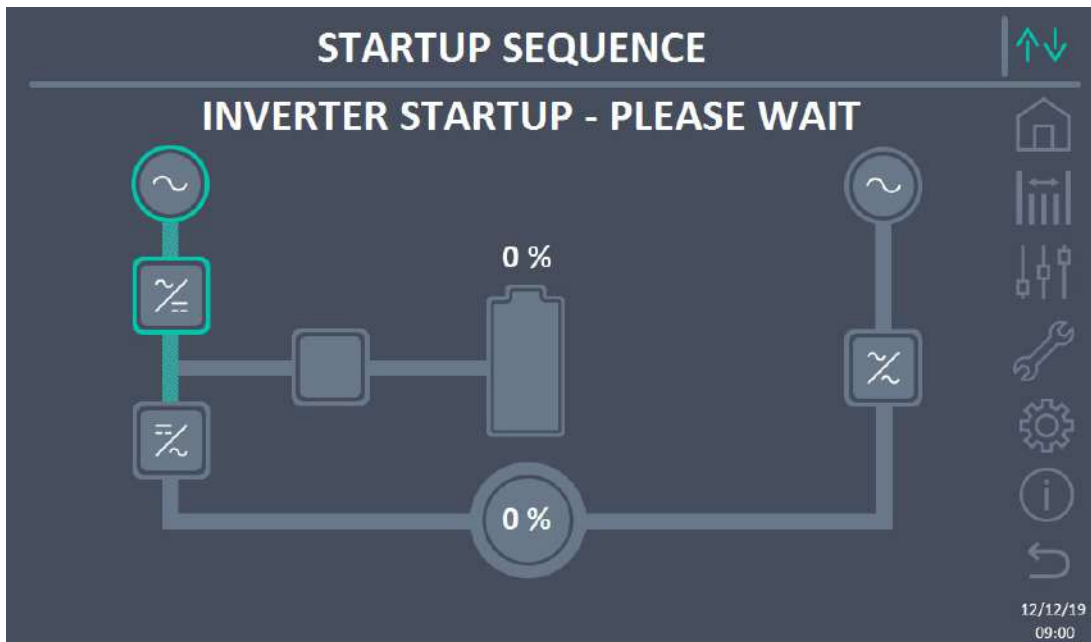 STARTUP SEQUENCE
INVERTER STARTUP - PLEASE WAIT
0 %
0 %
12/12/19
09:00